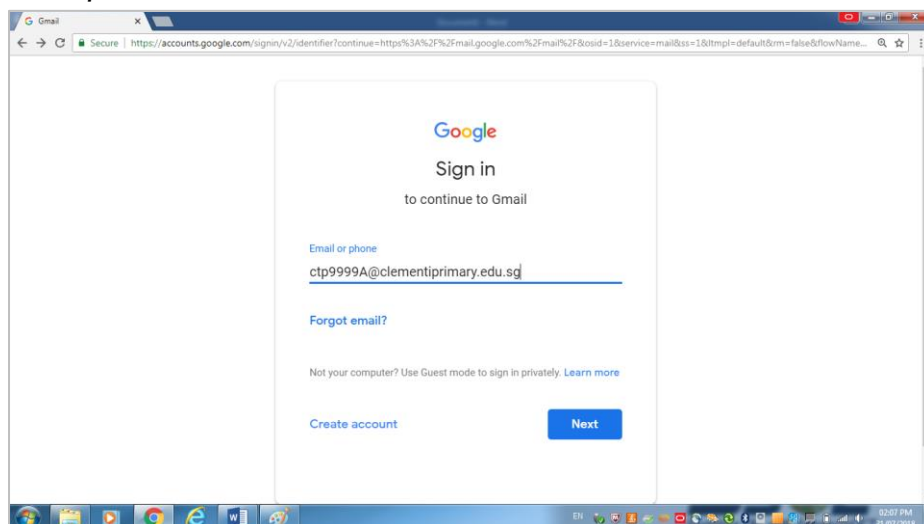 Gmail
Secure https://accounts.google.com/signin/v2/identifier?continue=https%3A%2F%2Fmail.google.com%2Fmail%2F&osid=1&service=mail&ss=1&ltmpl=default&rm=false&flowName...
Google
Sign in
to continue to Gmail
Email or phone
ctp9999A@clementiprimary.edu.sg
Forgot email?
Not your computer? Use Guest mode to sign in privately. Learn more
Create account
Next
EN
02:07 PM